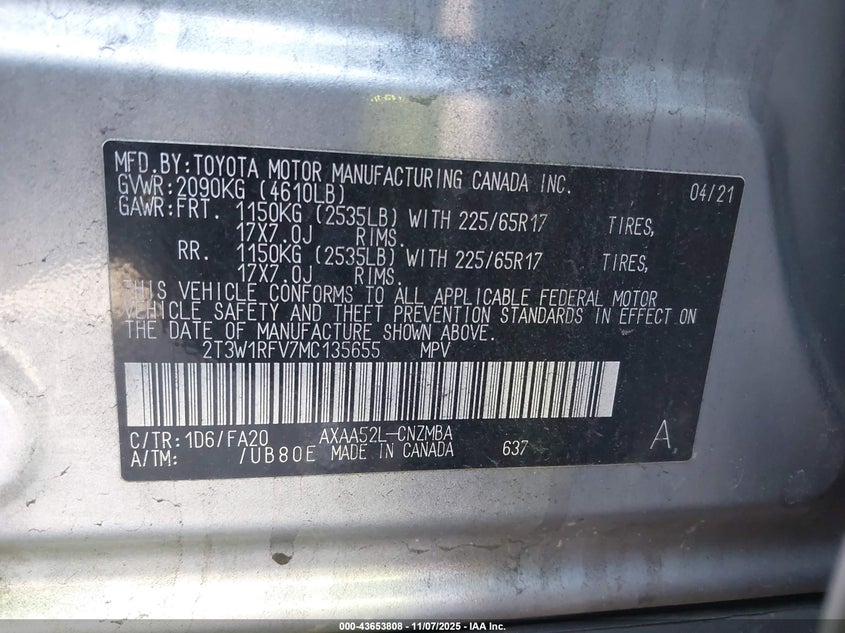 MFD.BY:TOYOTA MOTOR MANUFACTURING CANADA INC. 04/21
GVWR:2090KG (4610LB)
GAWR:FRT. 1150KG (2535LB) WITH 225/65R17 TIRES,
17X7.0J RIMS.
RR. 1150KG (2535LB) WITH 225/65R17 TIRES,
17X7.0J RIMS.
THIS VEHICLE CONFORMS TO ALL APPLICABLE FEDERAL MOTOR
VEHICLE SAFETY AND THEFT PREVENTION STANDARDS IN EFFECT ON
THE DATE OF MANUFACTURE SHOWN ABOVE.
2T3W1RFV7MC135655 MPV
C/TR:1D6/FA20 AXAA52L-CNZMBA A
A/TM: /UB80E MADE IN CANADA 637
000-43653808 - 11/07/2025 - IAA Inc.